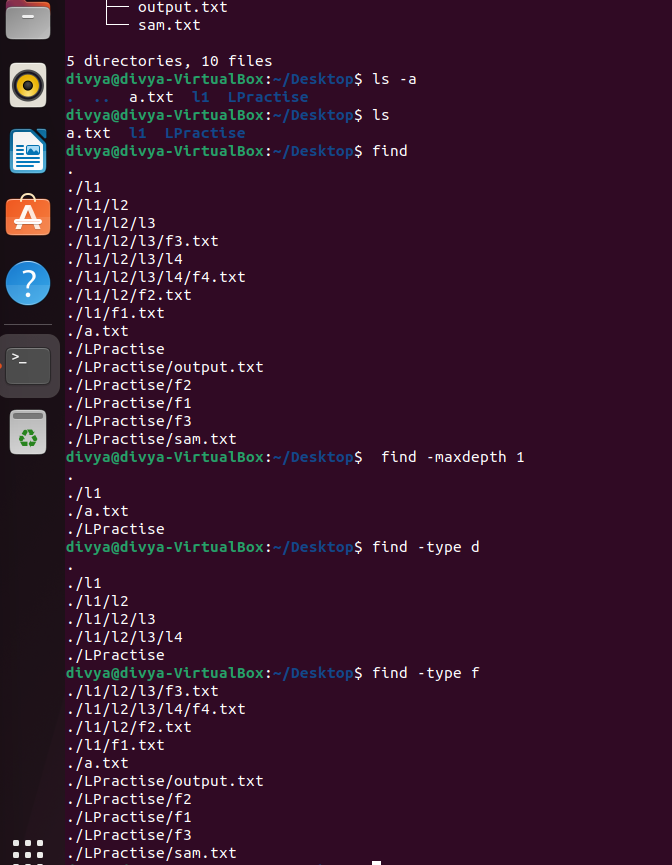 ├── output.txt
└── sam.txt
5 directories, 10 files
divya@divya-VirtualBox:~/Desktop$ ls -a
.  ..  a.txt  l1  LPractise
divya@divya-VirtualBox:~/Desktop$ ls
a.txt  l1  LPractise
divya@divya-VirtualBox:~/Desktop$ find
.
./l1
./l1/l2
./l1/l2/l3
./l1/l2/l3/f3.txt
./l1/l2/l3/l4
./l1/l2/l3/l4/f4.txt
./l1/l2/f2.txt
./l1/f1.txt
./a.txt
./LPractise
./LPractise/output.txt
./LPractise/f2
./LPractise/f1
./LPractise/f3
./LPractise/sam.txt
divya@divya-VirtualBox:~/Desktop$  find -maxdepth 1
.
./l1
./a.txt
./LPractise
divya@divya-VirtualBox:~/Desktop$ find -type d
.
./l1
./l1/l2
./l1/l2/l3
./l1/l2/l3/l4
./LPractise
divya@divya-VirtualBox:~/Desktop$ find -type f
./l1/l2/l3/f3.txt
./l1/l2/l3/l4/f4.txt
./l1/l2/f2.txt
./l1/f1.txt
./a.txt
./LPractise/output.txt
./LPractise/f2
./LPractise/f1
./LPractise/f3
./LPractise/sam.txt